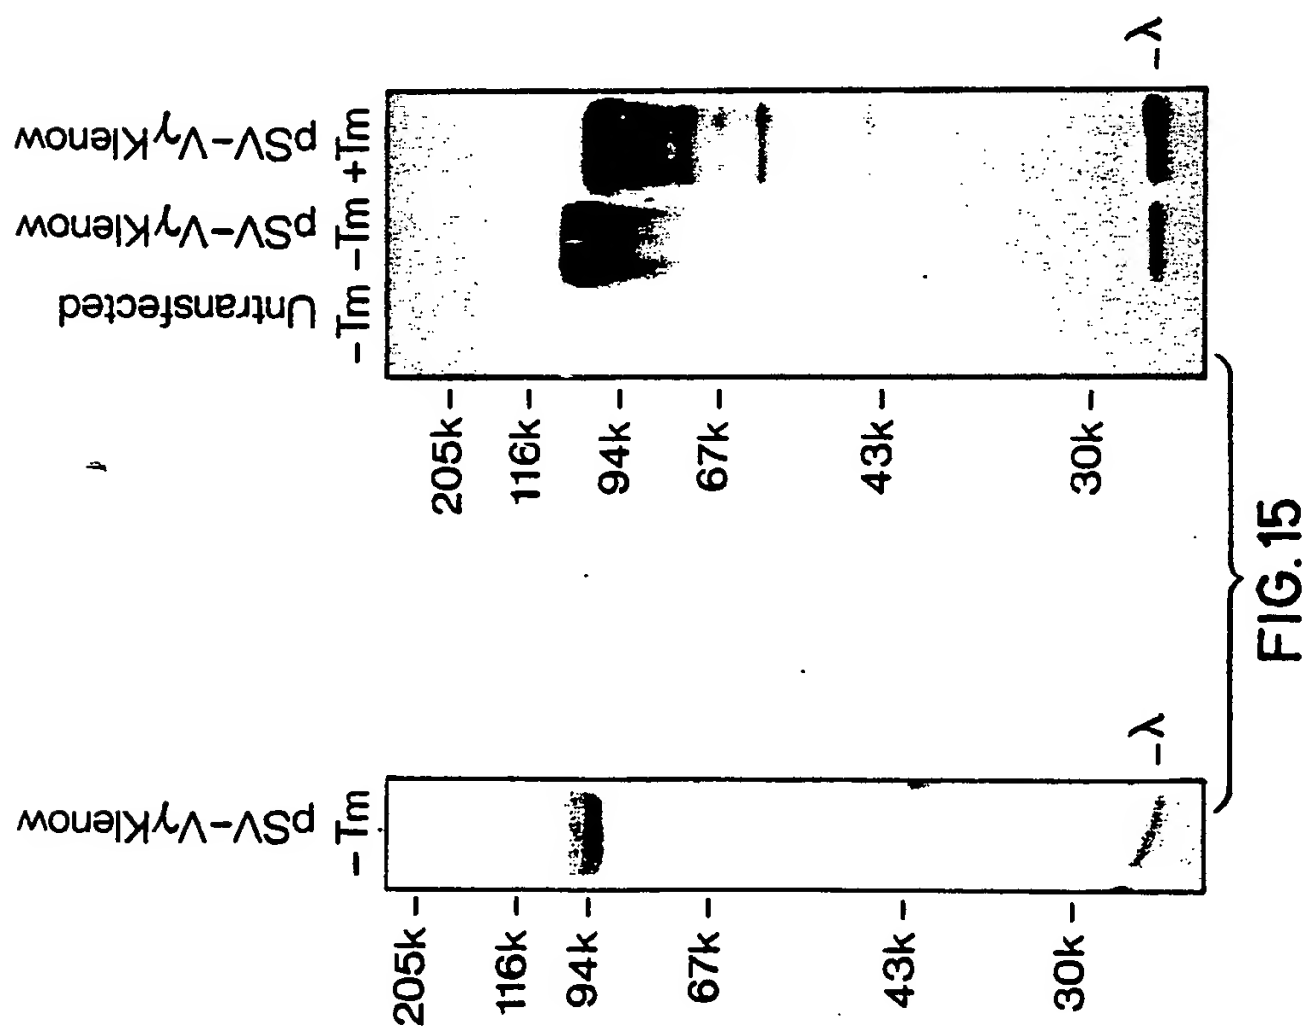 pSV-VγKlenow
-Tm
205k-
116k-
94k-
67k-
43k-
30k-
-λ
Untransfected
pSV-VγKlenow
pSV-VγKlenow
-Tm -Tm +Tm
205k-
116k-
94k-
67k-
43k-
30k-
-λ
FIG. 15